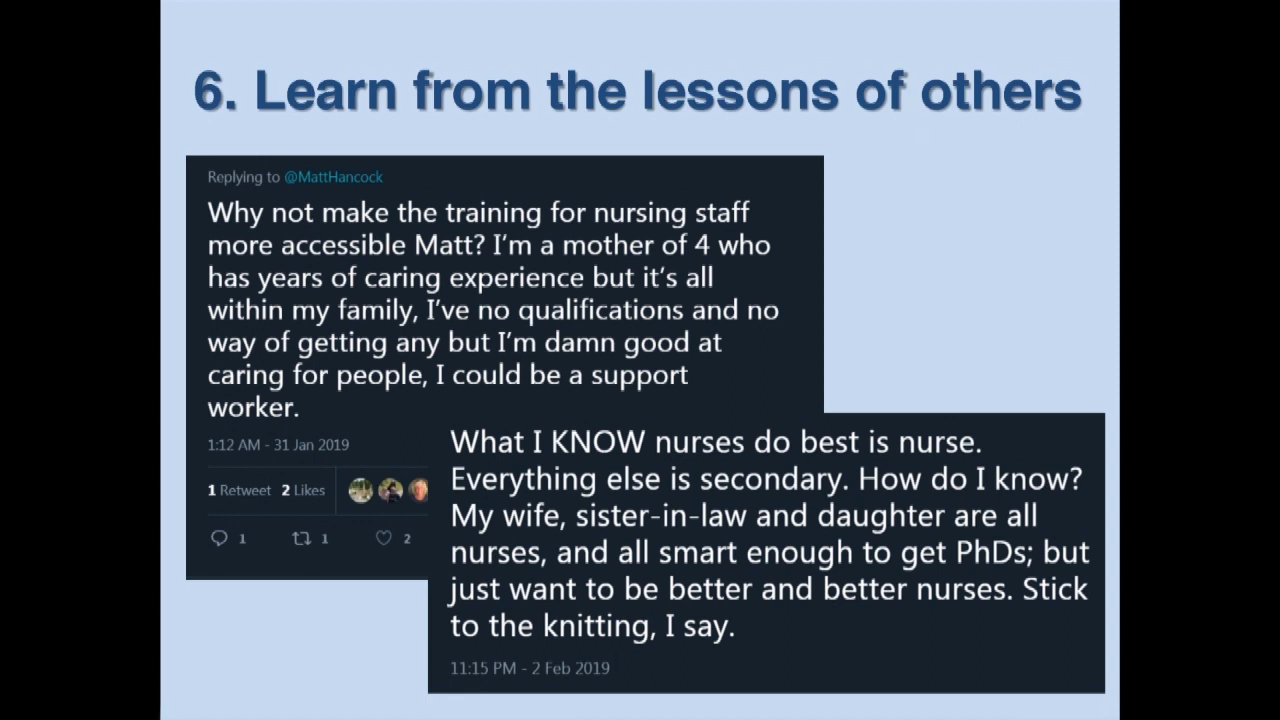 6. Learn from the lessons of others
Replying to @MattHancock
Why not make the training for nursing staff
more accessible Matt? I'm a mother of 4 who
has years of caring experience but it's all
within my family, I've no qualifications and no
way of getting any but I'm damn good at
caring for people, I could be a support
worker.
1:12 AM - 31 Jan 2019
1 Retweet 2 Likes
1 1 2
What I KNOW nurses do best is nurse.
Everything else is secondary. How do I know?
My wife, sister-in-law and daughter are all
nurses, and all smart enough to get PhDs; but
just want to be better and better nurses. Stick
to the knitting, I say.
11:15 PM - 2 Feb 2019